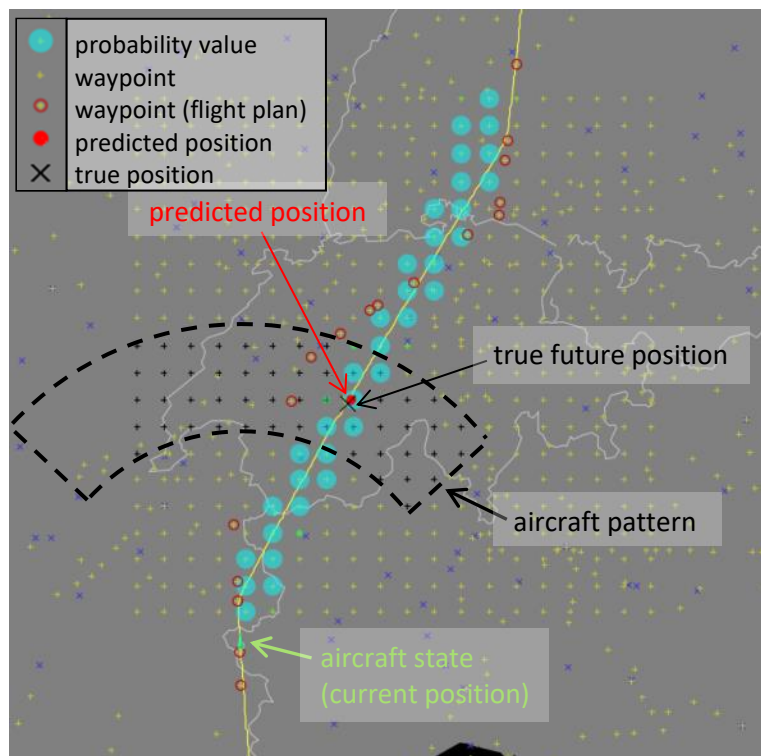 probability value
waypoint
waypoint (flight plan)
predicted position
true position
predicted position
true future position
aircraft pattern
aircraft state
(current position)